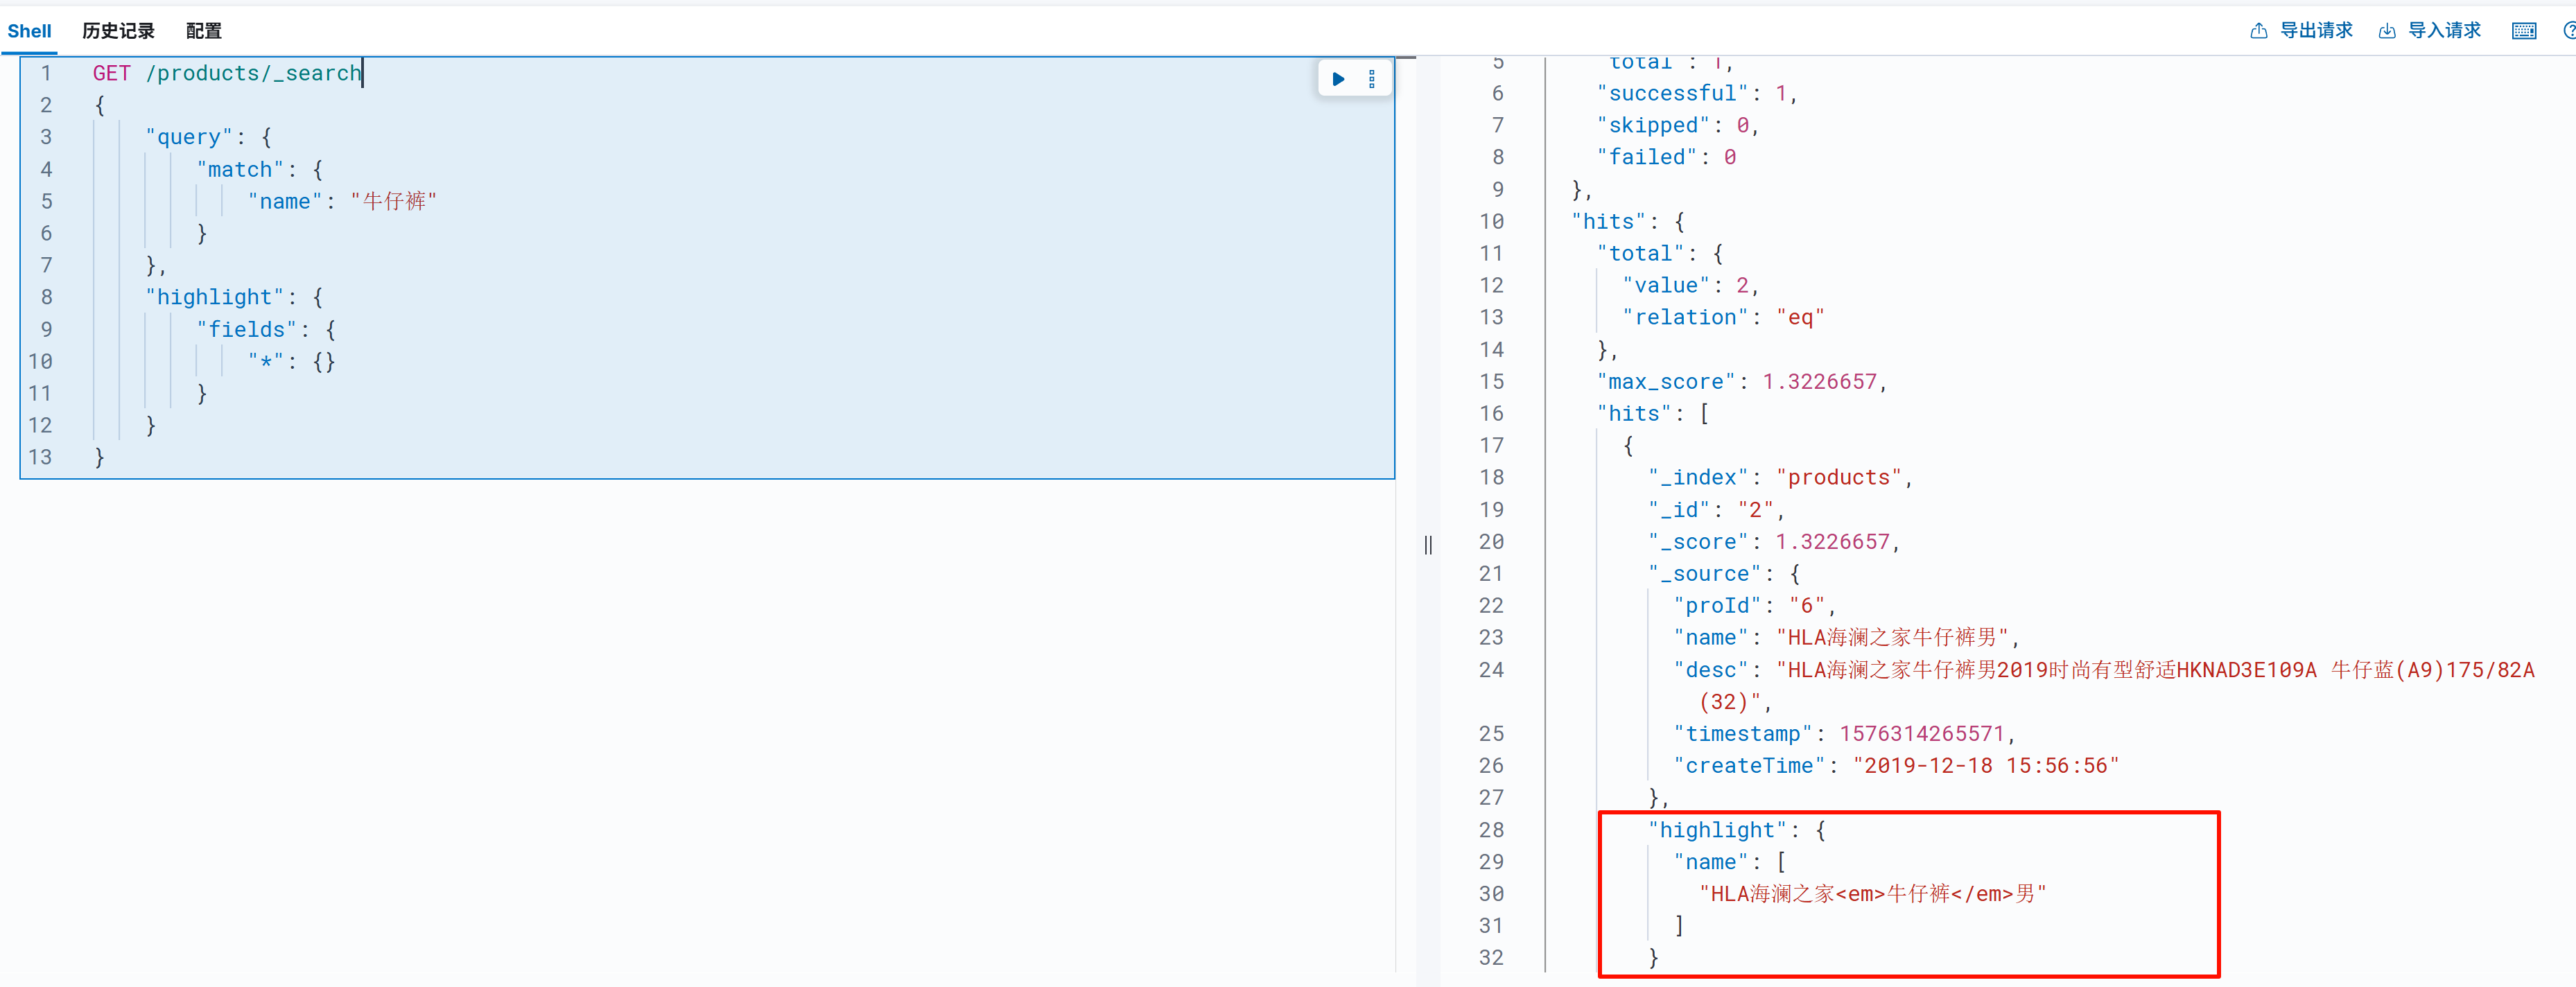 Shell 历史记录 配置 导出请求 导入请求
1 GET /products/_search
2 {
3 "query": {
4 "match": {
5 "name": "牛仔裤"
6 }
7 },
8 "highlight": {
9 "fields": {
10 "*": {}
11 }
12 }
13 }
5 "total": 1,
6 "successful": 1,
7 "skipped": 0,
8 "failed": 0
9 },
10 "hits": {
11 "total": {
12 "value": 2,
13 "relation": "eq"
14 },
15 "max_score": 1.3226657,
16 "hits": [
17 {
18 "_index": "products",
19 "_id": "2",
20 "_score": 1.3226657,
21 "_source": {
22 "proId": "6",
23 "name": "HLA海澜之家牛仔裤男",
24 "desc": "HLA海澜之家牛仔裤男2019时尚有型舒适HKNAD3E109A 牛仔蓝(A9)175/82A
(32)",
25 "timestamp": 1576314265571,
26 "createTime": "2019-12-18 15:56:56"
27 },
28 "highlight": {
29 "name": [
30 "HLA海澜之家<em>牛仔裤</em>男"
31 ]
32 }